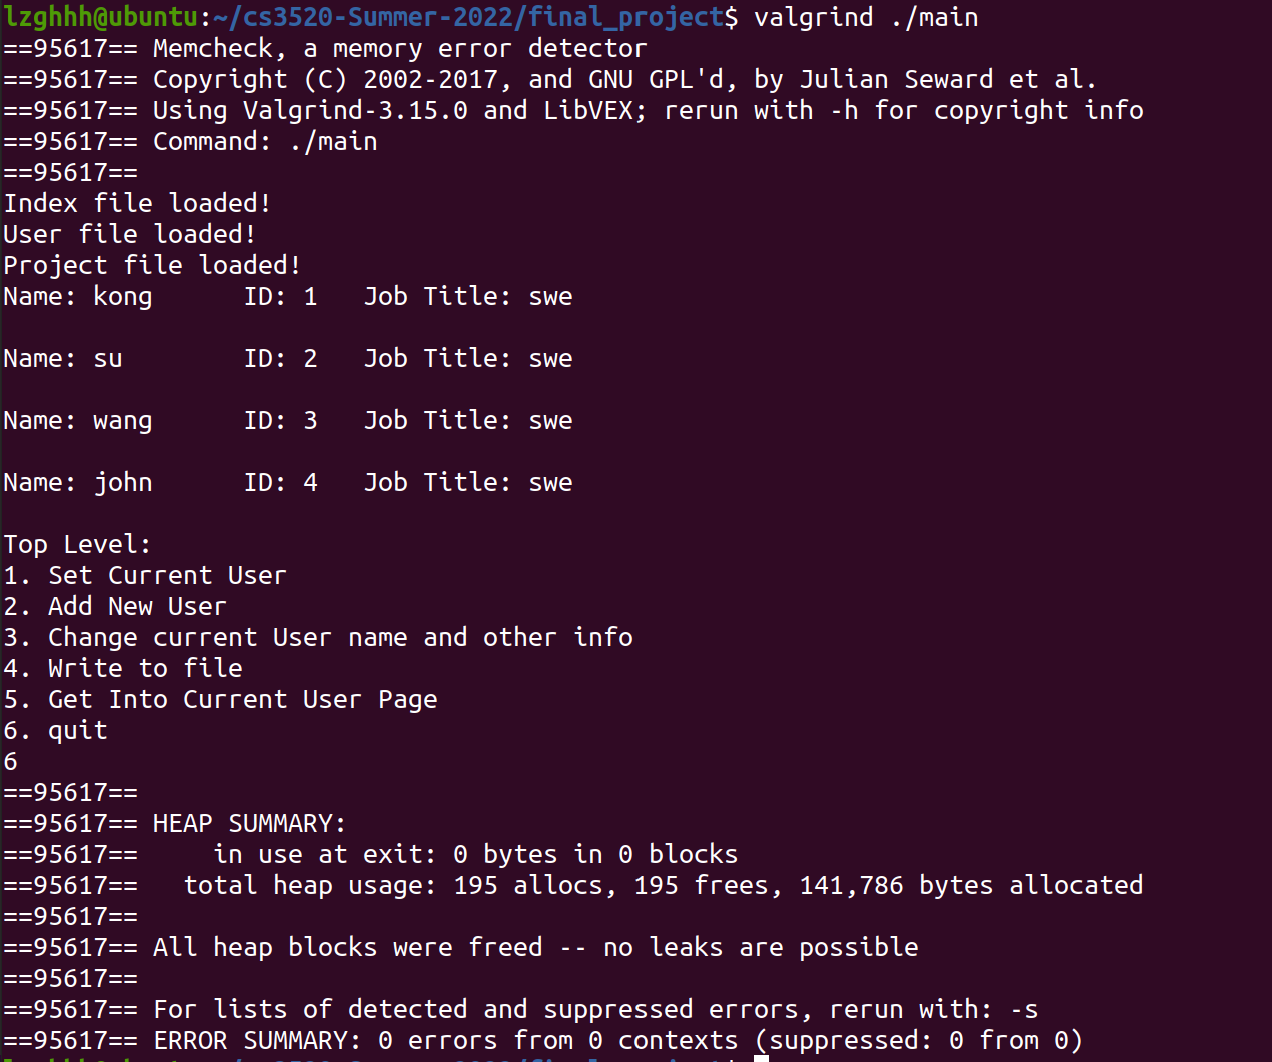 lzghhh@ubuntu:~/cs3520-Summer-2022/final_project$ valgrind ./main
==95617== Memcheck, a memory error detector
==95617== Copyright (C) 2002-2017, and GNU GPL'd, by Julian Seward et al.
==95617== Using Valgrind-3.15.0 and LibVEX; rerun with -h for copyright info
==95617== Command: ./main
==95617==
Index file loaded!
User file loaded!
Project file loaded!
Name: kong      ID: 1   Job Title: swe
Name: su        ID: 2   Job Title: swe
Name: wang      ID: 3   Job Title: swe
Name: john      ID: 4   Job Title: swe
Top Level:
1. Set Current User
2. Add New User
3. Change current User name and other info
4. Write to file
5. Get Into Current User Page
6. quit
6
==95617==
==95617== HEAP SUMMARY:
==95617==     in use at exit: 0 bytes in 0 blocks
==95617==   total heap usage: 195 allocs, 195 frees, 141,786 bytes allocated
==95617==
==95617== All heap blocks were freed -- no leaks are possible
==95617==
==95617== For lists of detected and suppressed errors, rerun with: -s
==95617== ERROR SUMMARY: 0 errors from 0 contexts (suppressed: 0 from 0)